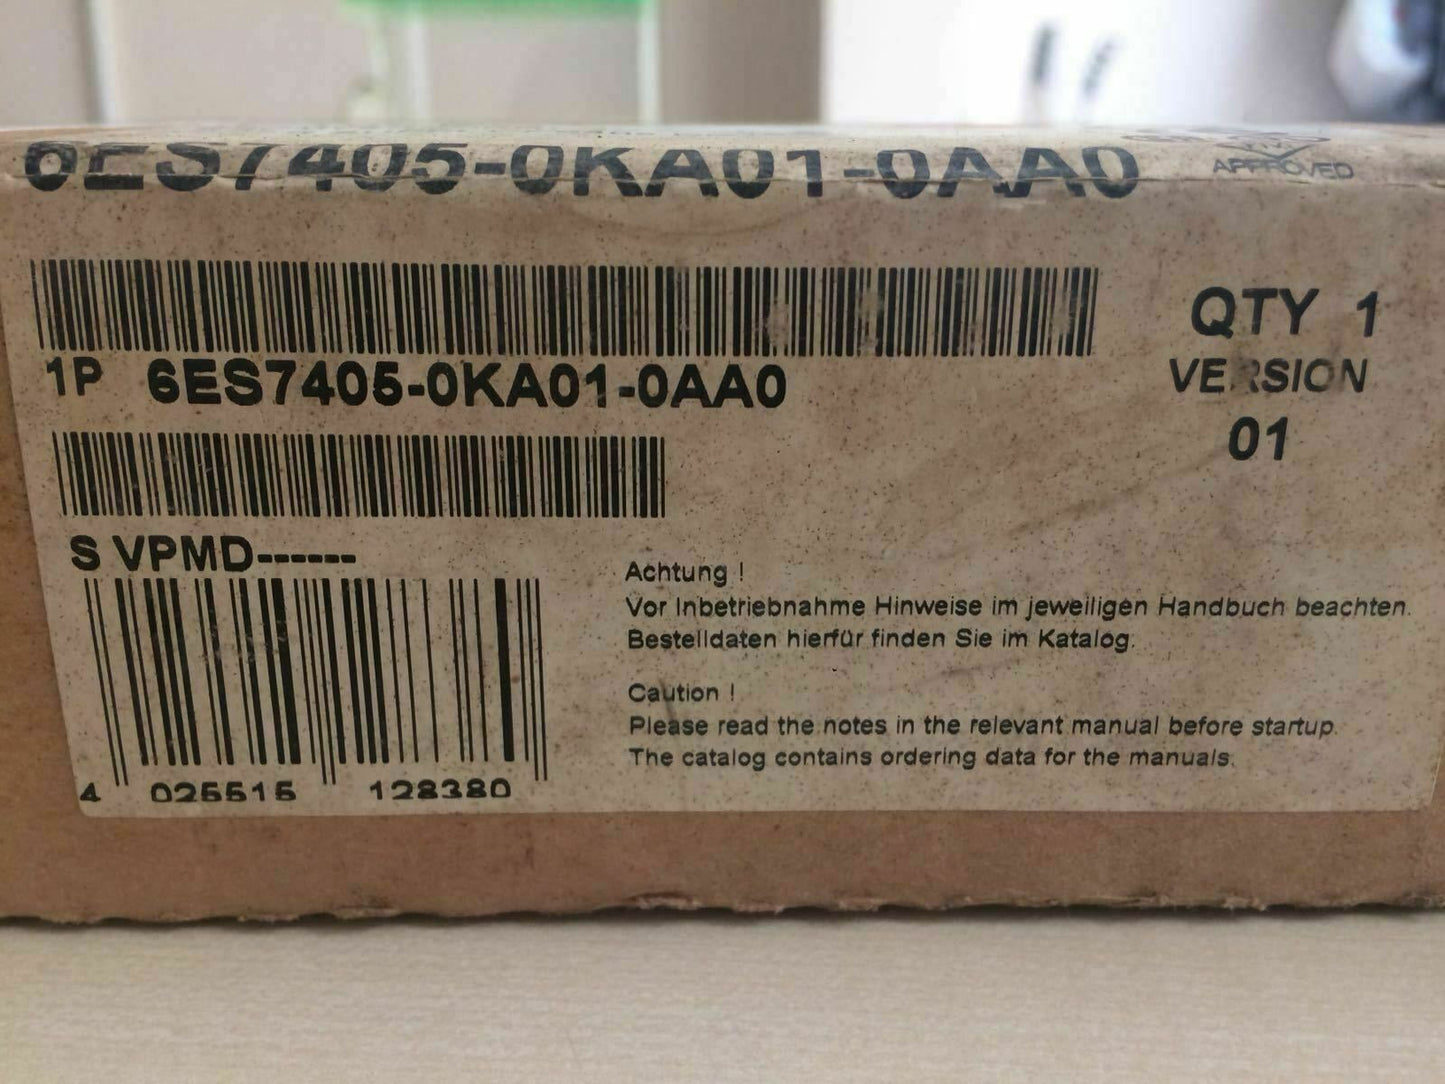 6ES7405-0KA01-0AA0
APPROVED
1P 6ES7405-0KA01-0AA0
QTY 1
VERSION
01
S VPMD------
Achtung !
Vor Inbetriebnahme Hinweise im jeweiligen Handbuch beachten.
Bestelldaten hierfür finden Sie im Katalog.
Caution !
Please read the notes in the relevant manual before startup.
The catalog contains ordering data for the manuals.
4 025515 128380